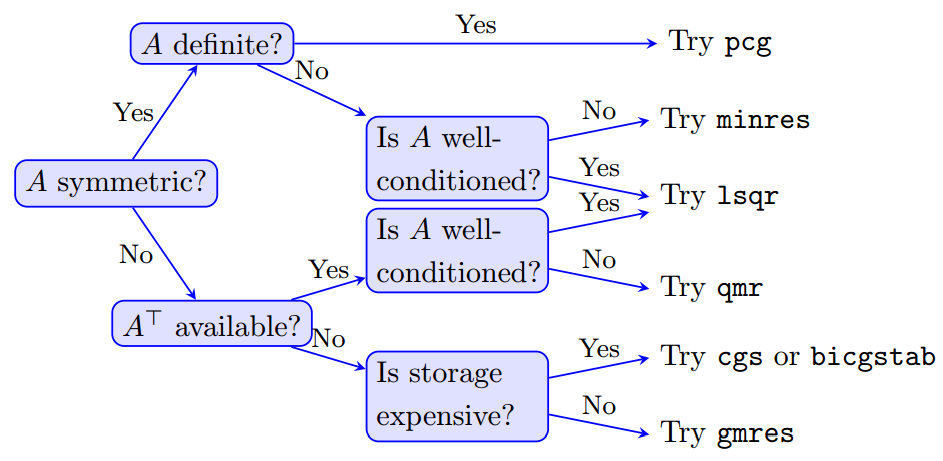 A definite?
Yes
Try pcg
No
Yes
Is A well-
conditioned?
No
Try minres
Yes
Try lsqr
A symmetric?
Yes
Is A well-
conditioned?
No
Try qmr
No
Yes
A⊤ available?
No
Is storage
expensive?
Yes
Try cgs or bicgstab
No
Try gmres